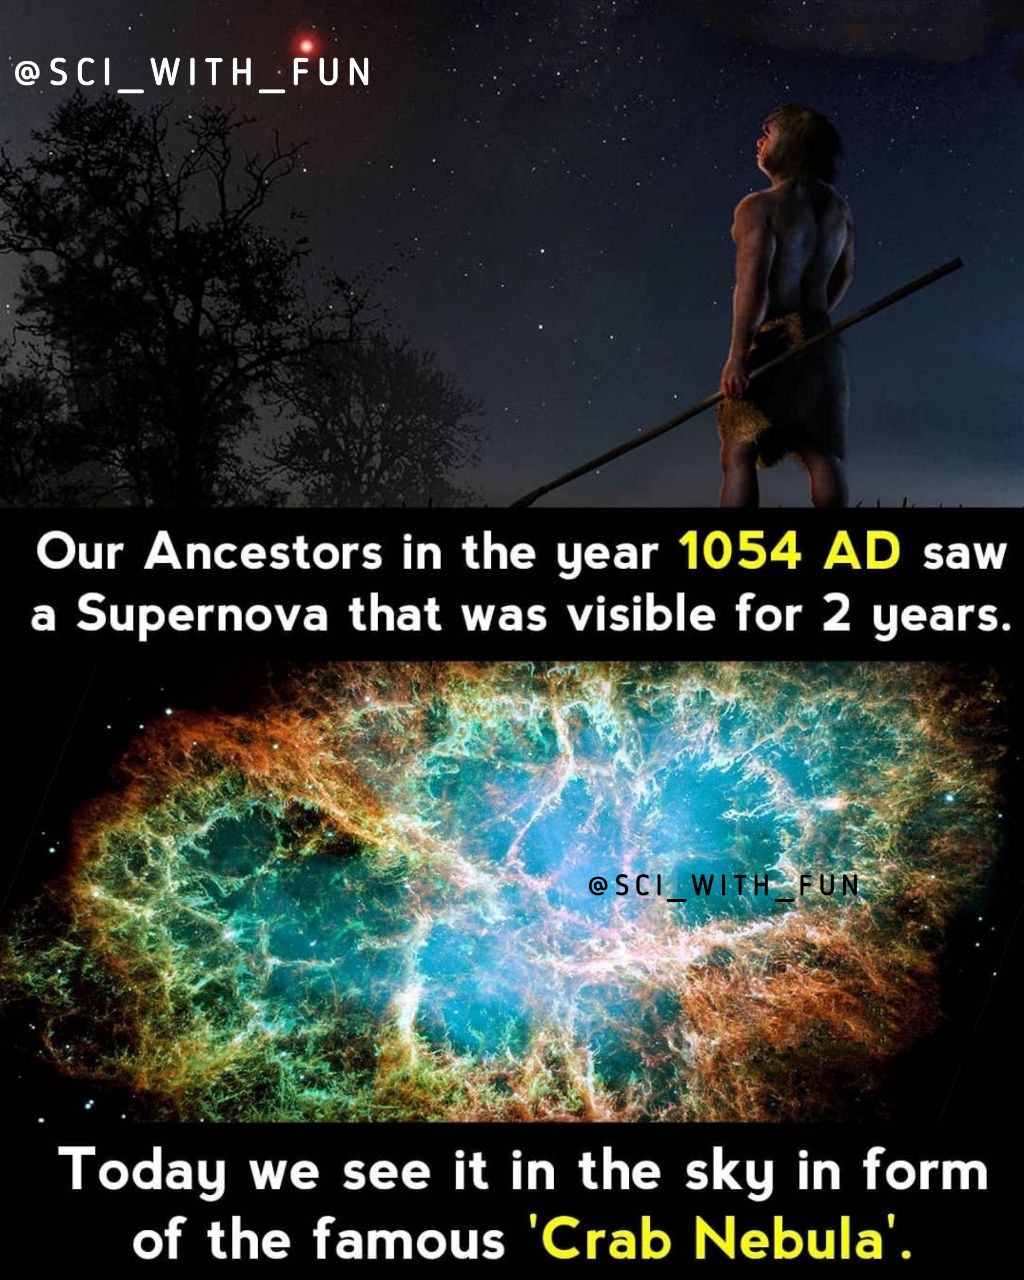 @SCI_WITH_FUN
Our Ancestors in the year 1054 AD saw
a Supernova that was visible for 2 years.
@SCI_WITH_FUN
Today we see it in the sky in form
of the famous 'Crab Nebula'.